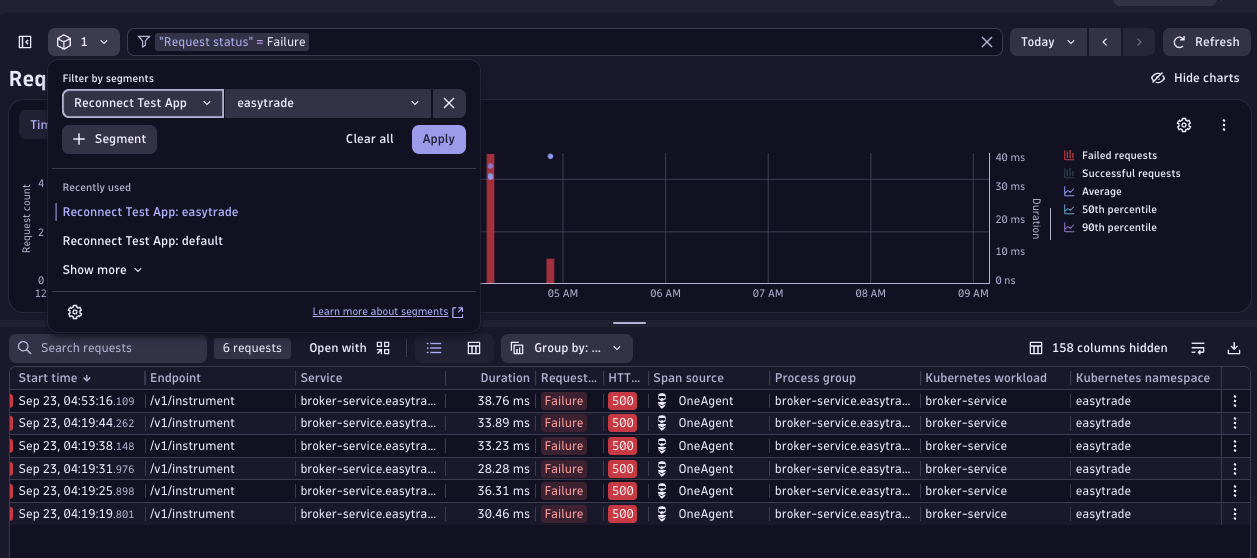 1
"Request status" = Failure
Today
Refresh
Filter by segments
Hide charts
Reconnect Test App
easytrade
Segment
Clear all
Apply
Recently used
Reconnect Test App: easytrade
Reconnect Test App: default
Show more
Learn more about segments
Request count
4
2
0
12
05 AM
06 AM
07 AM
08 AM
09 AM
40 ms
30 ms
20 ms
10 ms
0 ns
Duration
Failed requests
Successful requests
Average
50th percentile
90th percentile
Search requests
6 requests
Open with
Group by: ...
158 columns hidden
Start time Endpoint Service Duration Request... HTT... Span source Process group Kubernetes workload Kubernetes namespace
Sep 23, 04:53:16.109 /v1/instrument broker-service.easytra... 38.76 ms Failure 500 OneAgent broker-service.easytra... broker-service easytrade
Sep 23, 04:19:44.262 /v1/instrument broker-service.easytra... 33.89 ms Failure 500 OneAgent broker-service.easytra... broker-service easytrade
Sep 23, 04:19:38.148 /v1/instrument broker-service.easytra... 33.23 ms Failure 500 OneAgent broker-service.easytra... broker-service easytrade
Sep 23, 04:19:31.976 /v1/instrument broker-service.easytra... 28.28 ms Failure 500 OneAgent broker-service.easytra... broker-service easytrade
Sep 23, 04:19:25.898 /v1/instrument broker-service.easytra... 36.31 ms Failure 500 OneAgent broker-service.easytra... broker-service easytrade
Sep 23, 04:19:19.801 /v1/instrument broker-service.easytra... 30.46 ms Failure 500 OneAgent broker-service.easytra... broker-service easytrade